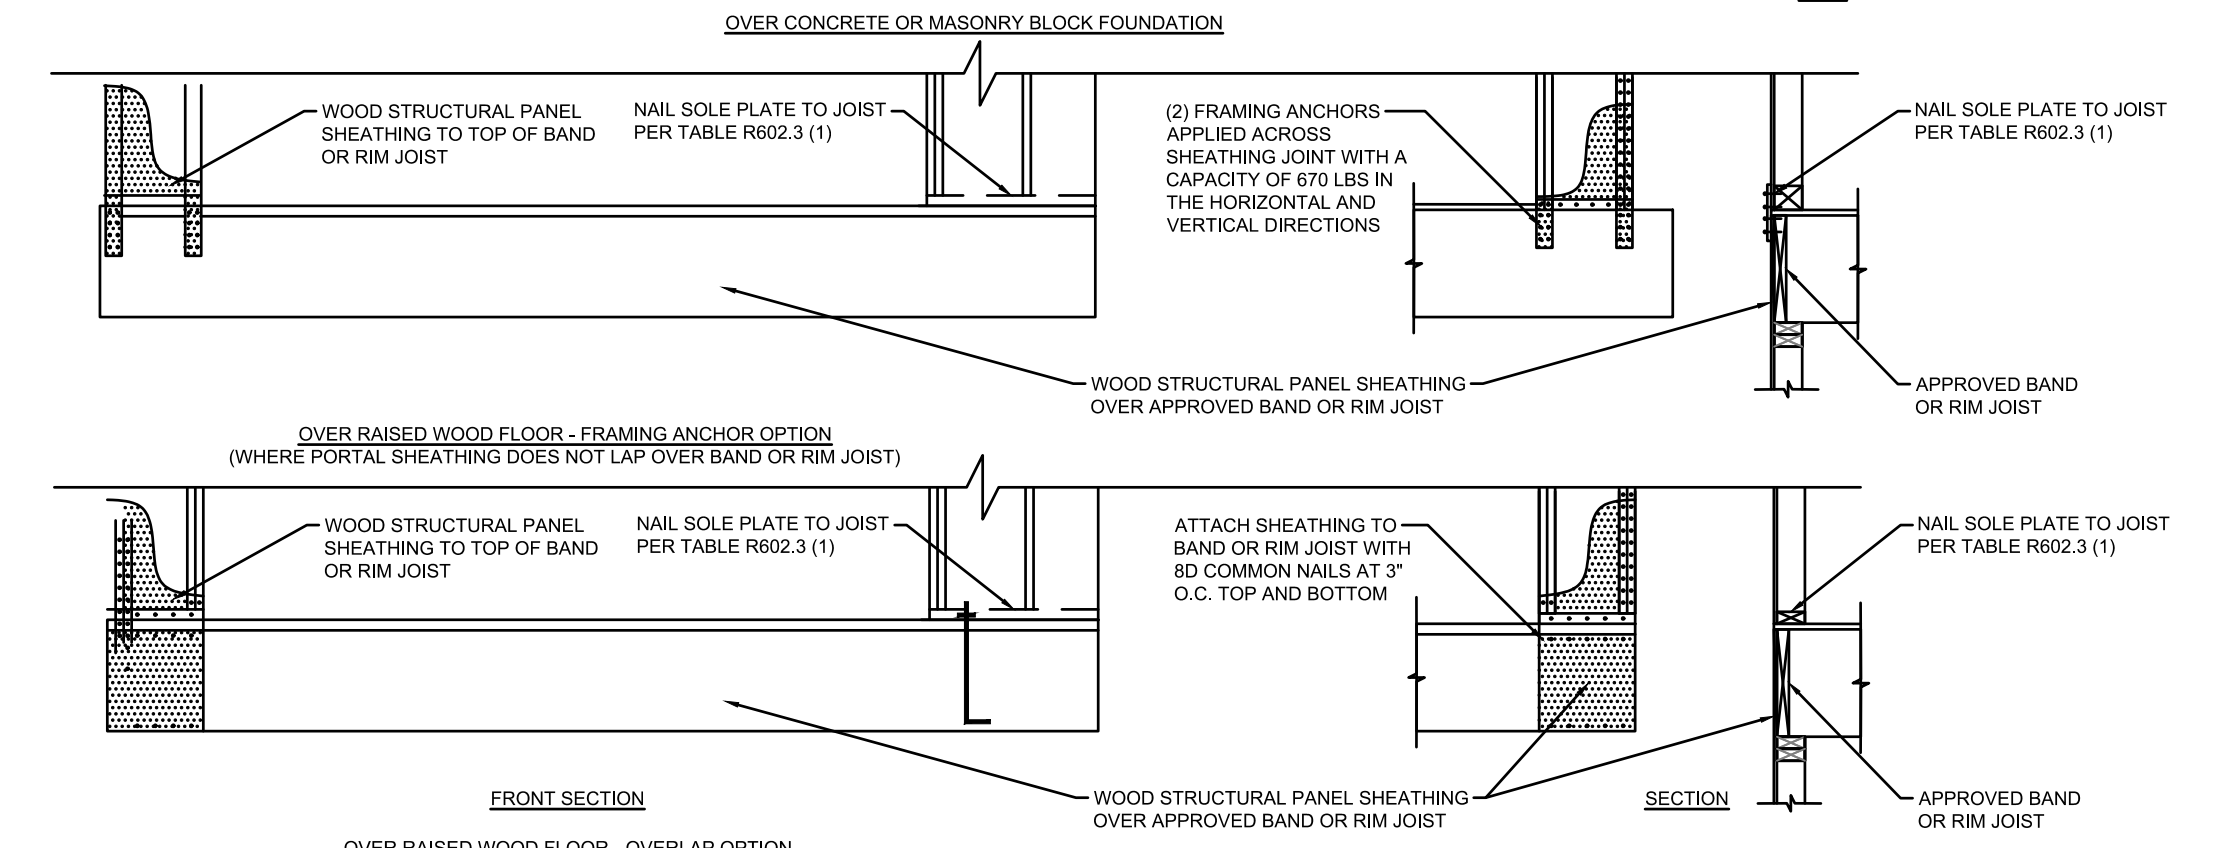 OVER CONCRETE OR MASONRY BLOCK FOUNDATION
WOOD STRUCTURAL PANEL
SHEATHING TO TOP OF BAND
OR RIM JOIST
NAIL SOLE PLATE TO JOIST
PER TABLE R602.3 (1)
(2) FRAMING ANCHORS
APPLIED ACROSS
SHEATHING JOINT WITH A
CAPACITY OF 670 LBS IN
THE HORIZONTAL AND
VERTICAL DIRECTIONS
NAIL SOLE PLATE TO JOIST
PER TABLE R602.3 (1)
WOOD STRUCTURAL PANEL SHEATHING
OVER APPROVED BAND OR RIM JOIST
APPROVED BAND
OR RIM JOIST
OVER RAISED WOOD FLOOR - FRAMING ANCHOR OPTION
(WHERE PORTAL SHEATHING DOES NOT LAP OVER BAND OR RIM JOIST)
WOOD STRUCTURAL PANEL
SHEATHING TO TOP OF BAND
OR RIM JOIST
NAIL SOLE PLATE TO JOIST
PER TABLE R602.3 (1)
ATTACH SHEATHING TO
BAND OR RIM JOIST WITH
8D COMMON NAILS AT 3"
O.C. TOP AND BOTTOM
NAIL SOLE PLATE TO JOIST
PER TABLE R602.3 (1)
FRONT SECTION
WOOD STRUCTURAL PANEL SHEATHING
OVER APPROVED BAND OR RIM JOIST
SECTION
APPROVED BAND
OR RIM JOIST
OVER RAISED WOOD FLOOR - OVERLAP OPTION